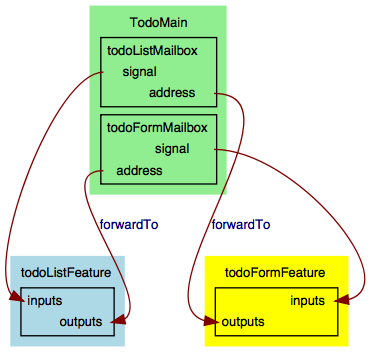 TodoMain
todoListMailbox
signal
address
todoFormMailbox
signal
address
forwardTo
forwardTo
todoListFeature
inputs
outputs
todoFormFeature
inputs
outputs